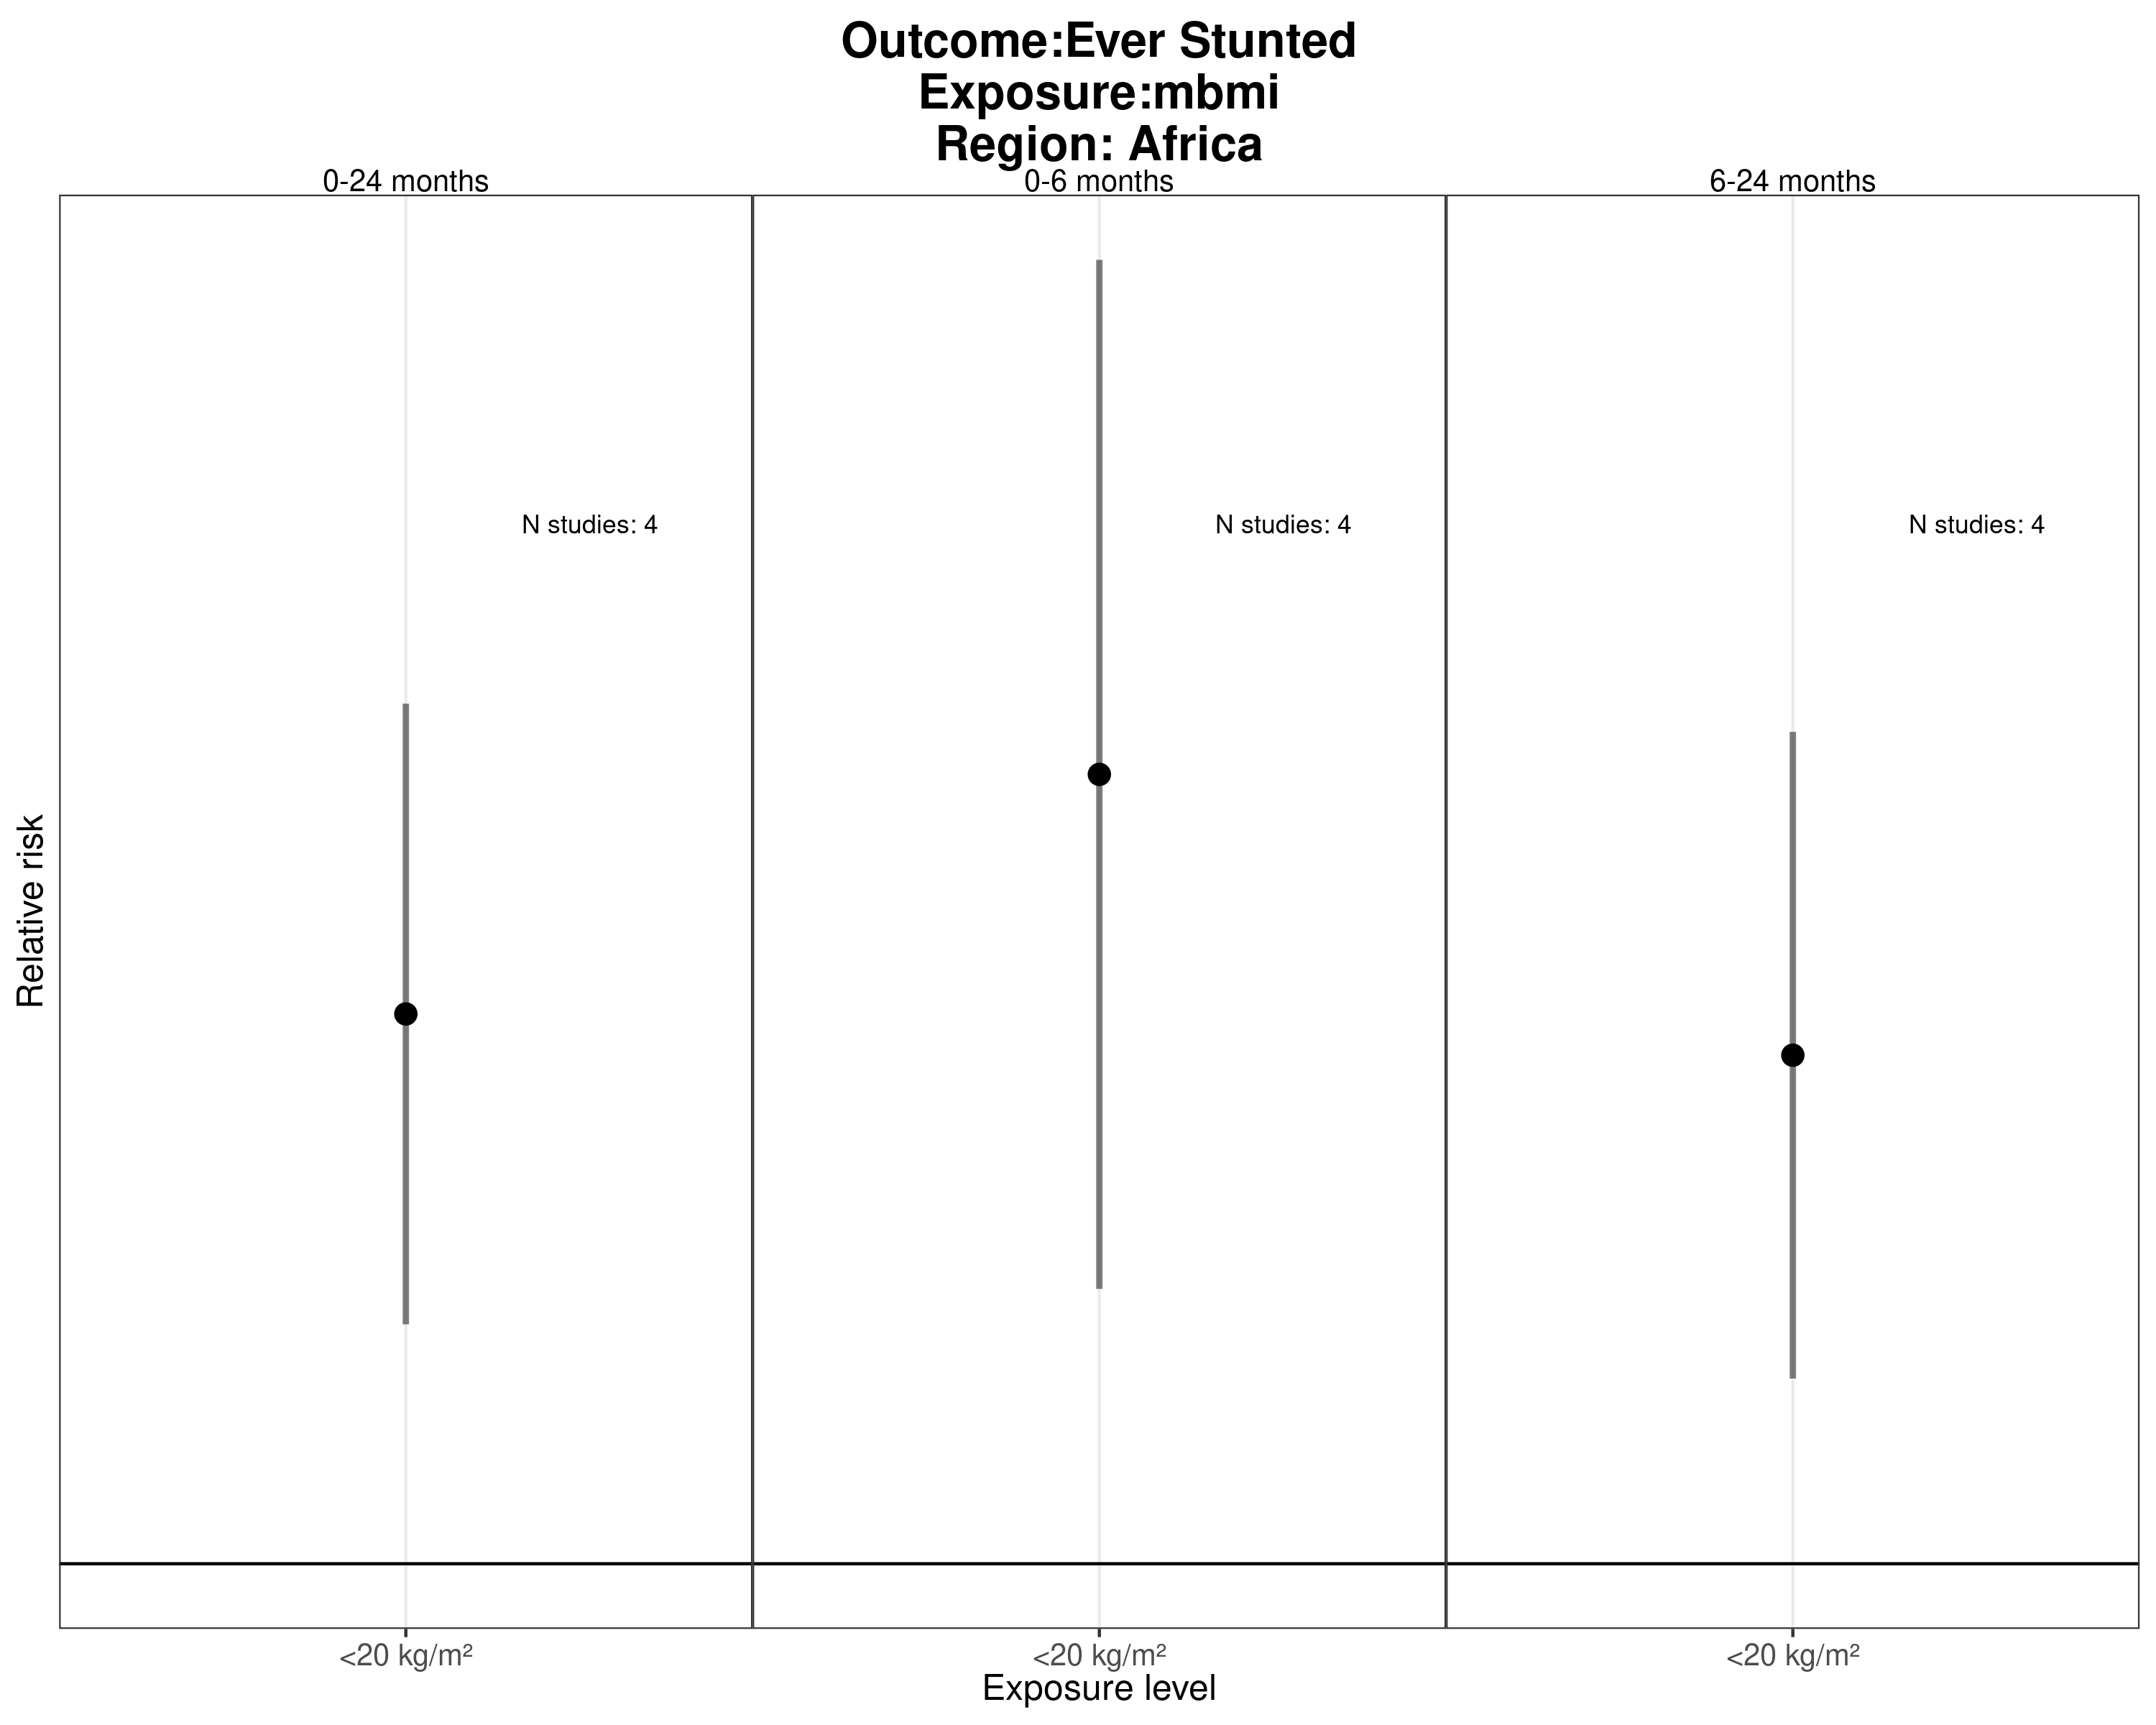 Outcome:Ever Stunted
Exposure:mbmi
Region: Africa
0-24 months
0-6 months
6-24 months
N studies: 4
N studies: 4
N studies: 4
Relative risk
<20 kg/m²
<20 kg/m²
<20 kg/m²
Exposure level